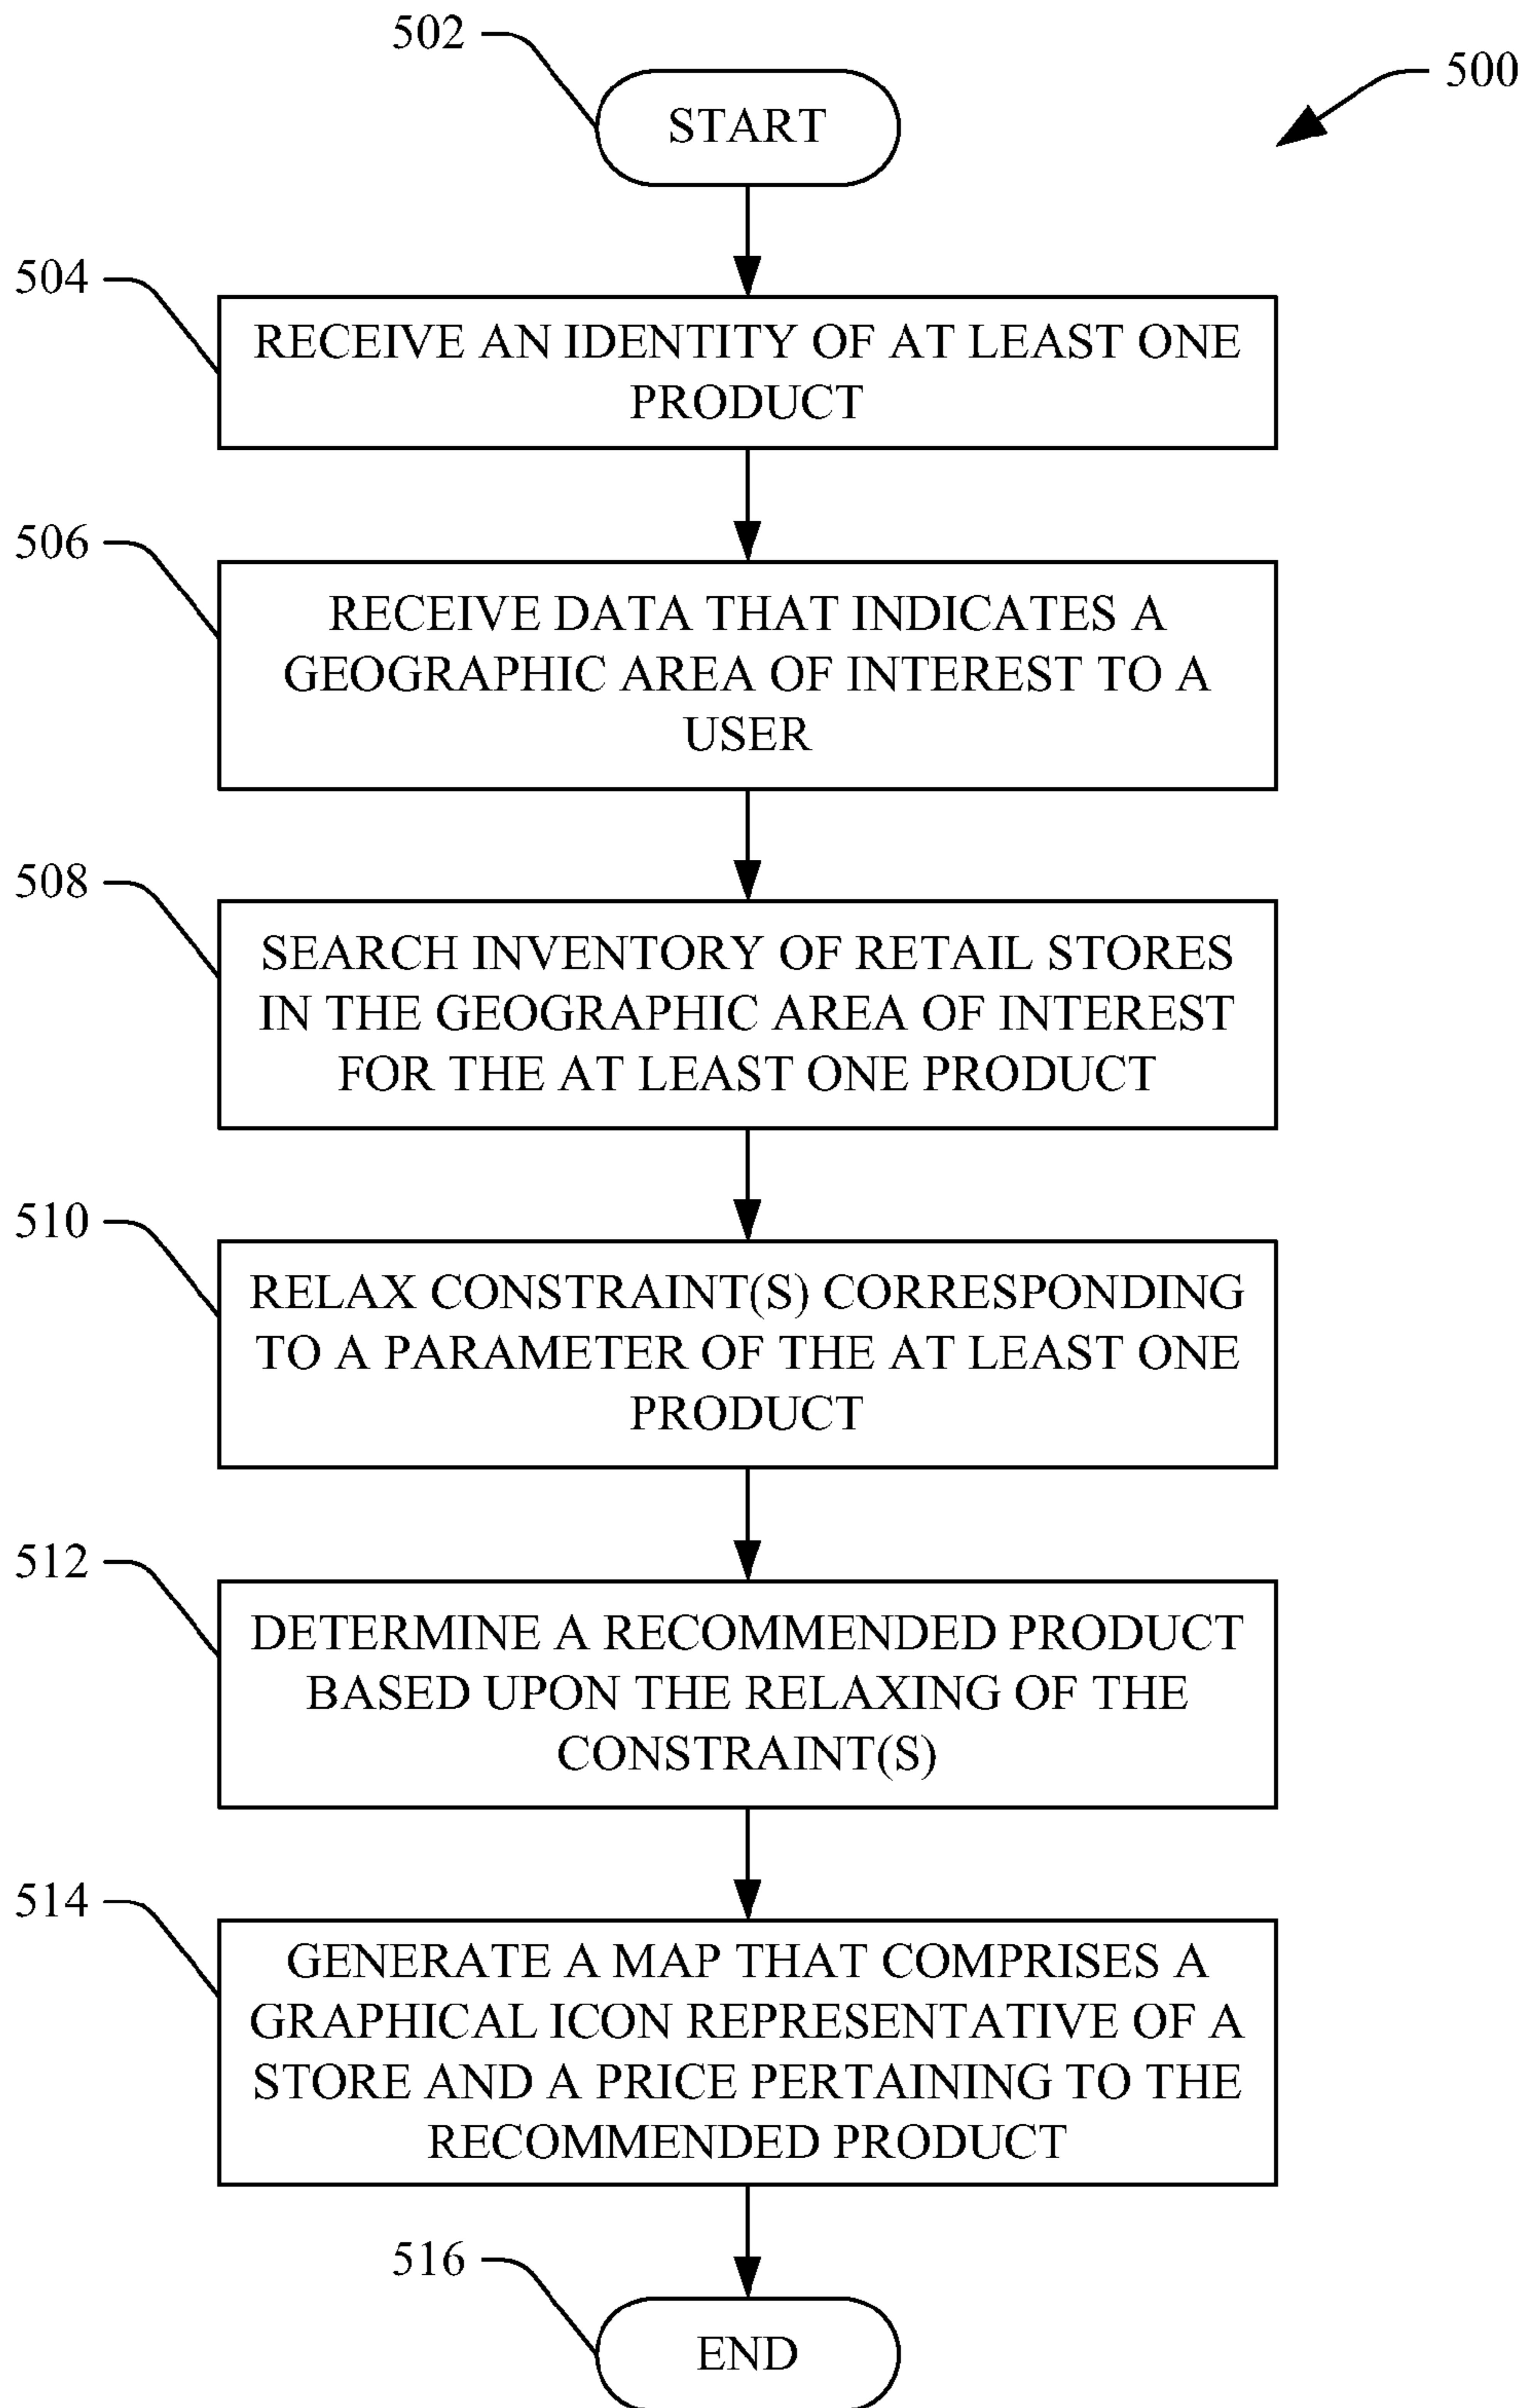 502
500
START
504
RECEIVE AN IDENTITY OF AT LEAST ONE
PRODUCT
506
RECEIVE DATA THAT INDICATES A
GEOGRAPHIC AREA OF INTEREST TO A
USER
508
SEARCH INVENTORY OF RETAIL STORES
IN THE GEOGRAPHIC AREA OF INTEREST
FOR THE AT LEAST ONE PRODUCT
510
RELAX CONSTRAINT(S) CORRESPONDING
TO A PARAMETER OF THE AT LEAST ONE
PRODUCT
512
DETERMINE A RECOMMENDED PRODUCT
BASED UPON THE RELAXING OF THE
CONSTRAINT(S)
514
GENERATE A MAP THAT COMPRISES A
GRAPHICAL ICON REPRESENTATIVE OF A
STORE AND A PRICE PERTAINING TO THE
RECOMMENDED PRODUCT
516
END